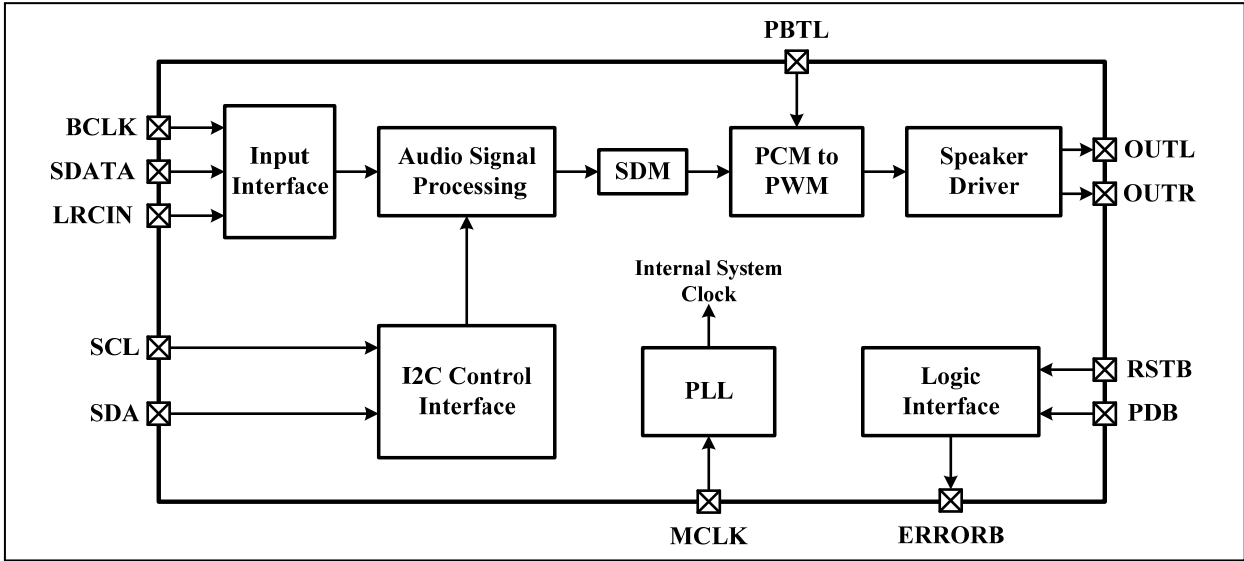 PBTL
BCLK
SDATA
LRCIN
Input
Interface
Audio Signal
Processing
SDM
PCM to
PWM
Speaker
Driver
OUTL
OUTR
Internal System
Clock
SCL
SDA
I2C Control
Interface
PLL
Logic
Interface
RSTB
PDB
MCLK
ERRORB